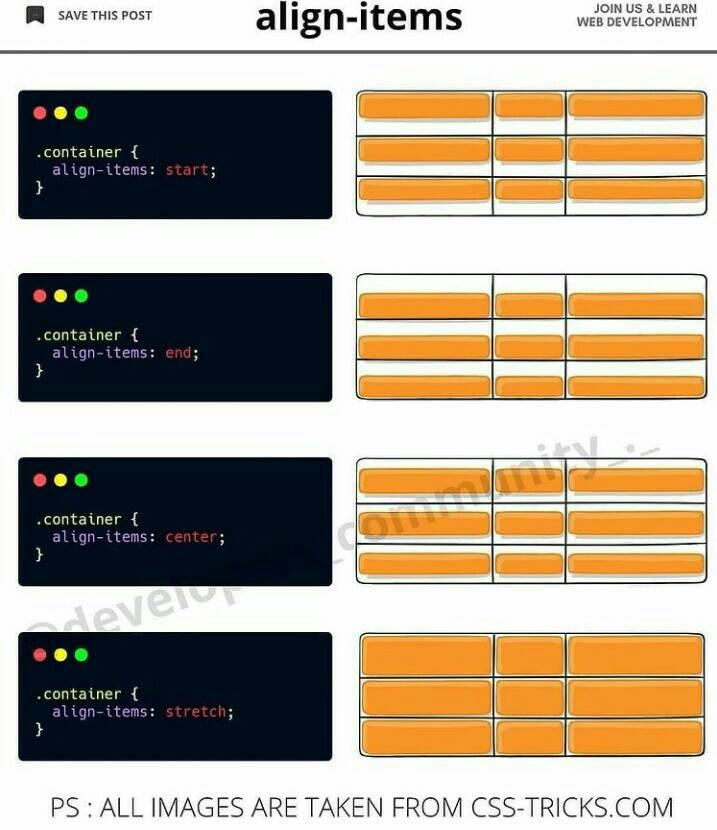 SAVE THIS POST
align-items
JOIN US & LEARN
WEB DEVELOPMENT
.container {
align-items: start;
}
.container {
align-items: end;
}
.container {
align-items: center;
}
.container {
align-items: stretch;
}
PS : ALL IMAGES ARE TAKEN FROM CSS-TRICKS.COM